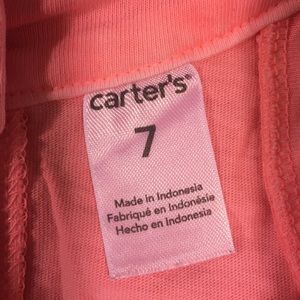 carter's®
7
Made in Indonesia
Fabriqué en Indonésie
Hecho en Indonesia